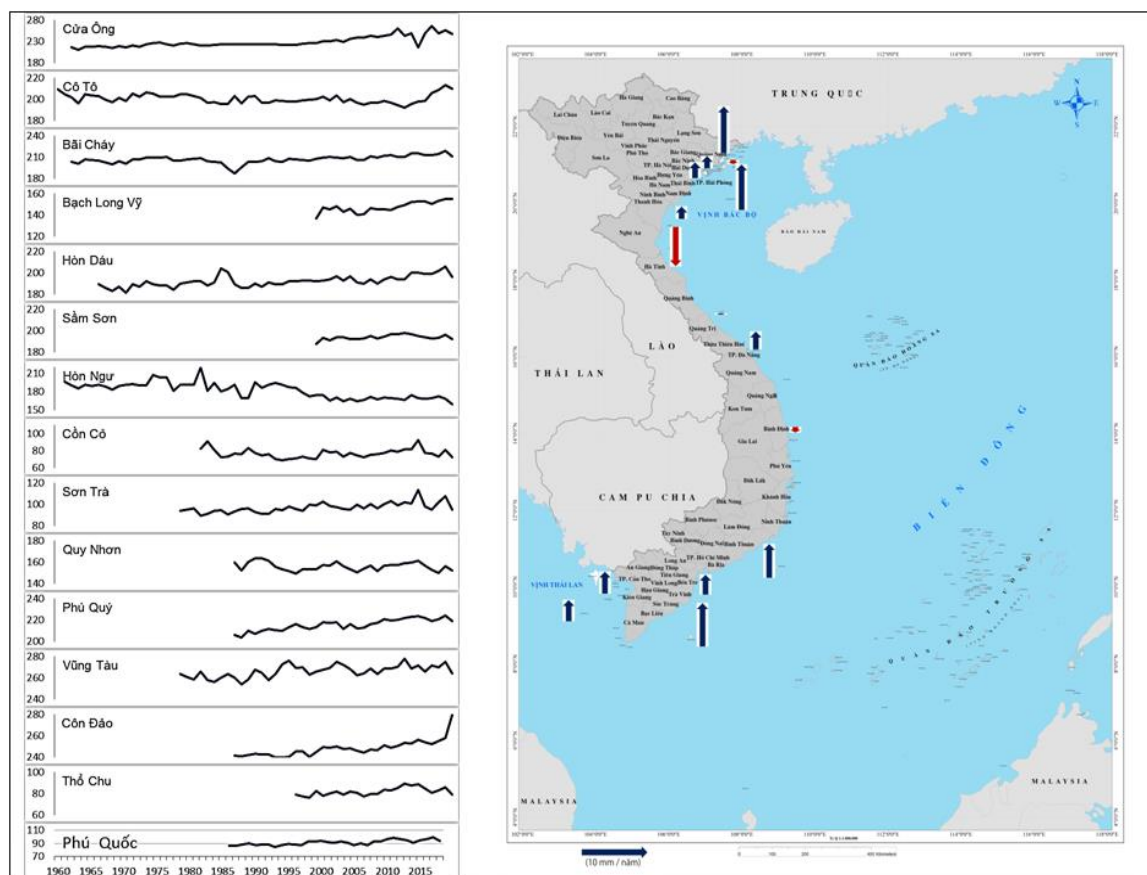 280
Cửa Ông
230
180
220
Cô Tô
200
180
240
Bãi Cháy
210
180
160
Bạch Long Vỹ
140
120
220
Hòn Dáu
200
180
220
Sầm Sơn
200
180
210
Hòn Ngư
180
150
100
Cồn Cỏ
80
60
120
Sơn Trà
100
80
180
Quy Nhơn
160
140
240
Phú Quý
220
200
280
Vũng Tàu
260
240
280
Côn Đảo
260
240
100
Thổ Chu
80
60
110
Phú Quốc
90
70
1960 1965 1970 1975 1980 1985 1990 1995 2000 2005 2010 2015
TRUNG QUỐC
N
W E
S
Hà Giang
Cao Bằng
Lai Châu
Lào Cai
Bắc Kạn
Tuyên Quang
Lạng Sơn
Điện Biên
Yên Bái
Thái Nguyên
Vĩnh Phúc
Phú Thọ
Bắc Giang
Sơn La
Bắc Ninh
TP. Hà Nội
Hưng Yên
Hòa Bình
Thái Bình
TP. Hải Phòng
Hà Nam
Ninh Bình
Nam Định
Thanh Hóa
VỊNH BẮC BỘ
ĐẢO HẢI NAM
Nghệ An
Hà Tĩnh
Quảng Bình
Quảng Trị
LÀO
Thừa Thiên Huế
TP. Đà Nẵng
QUẦN ĐẢO HOÀNG SA
THÁI LAN
Quảng Nam
Quảng Ngãi
Kon Tum
Bình Định
Gia Lai
BIỂN ĐÔNG
Phú Yên
Đắk Lắk
CAM PU CHIA
Đắk Nông
Khánh Hòa
Bình Phước
Lâm Đồng
Ninh Thuận
Tây Ninh
Bình Dương
Đồng Nai
Bình Thuận
TP. Hồ Chí Minh
Long An
Bà Rịa
An Giang
Đồng Tháp
VỊNH THÁI LAN
Tiền Giang
TP. Cần Thơ
Vĩnh Long
Bến Tre
Hậu Giang
Trà Vinh
Kiên Giang
Sóc Trăng
Bạc Liêu
Cà Mau
QUẦN ĐẢO TRƯỜNG SA
MALAYSIA
MALAYSIA
(10 mm / năm)